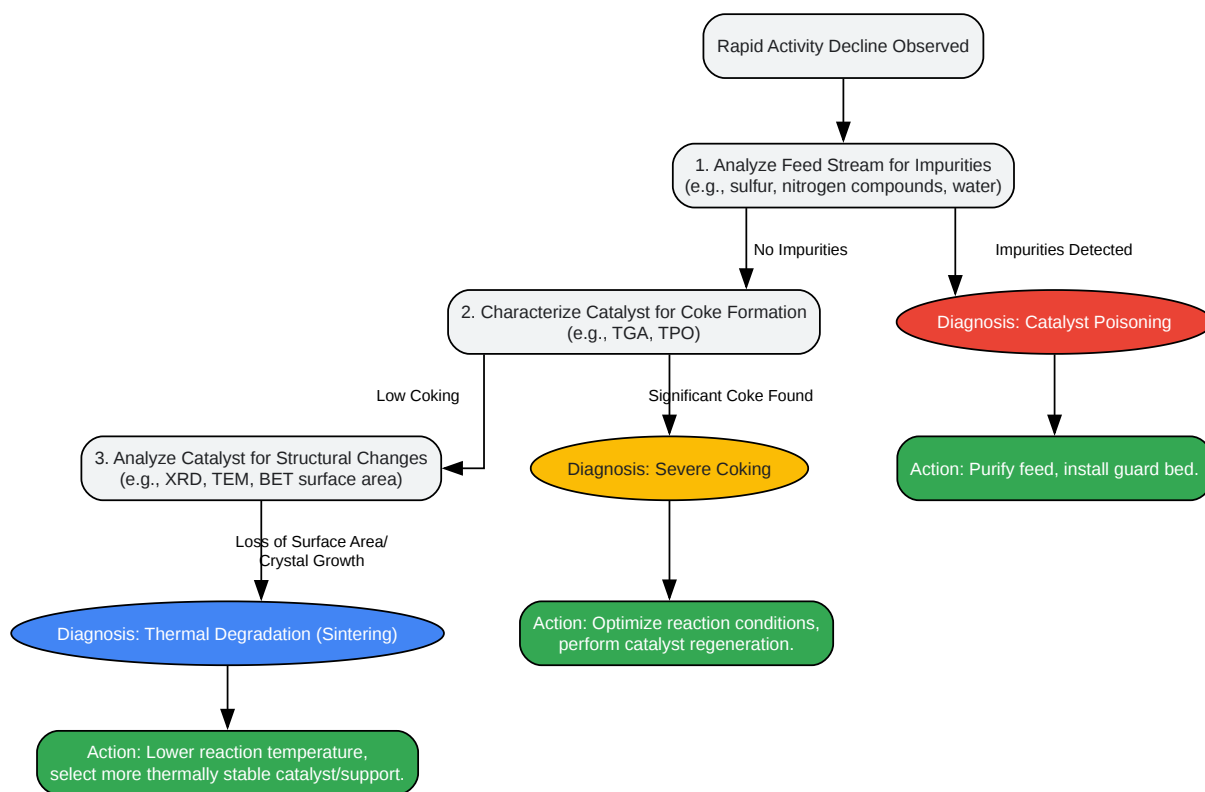 Rapid Activity Decline Observed
1. Analyze Feed Stream for Impurities
(e.g., sulfur, nitrogen compounds, water)
No Impurities
Impurities Detected
2. Characterize Catalyst for Coke Formation
(e.g., TGA, TPO)
Diagnosis: Catalyst Poisoning
Low Coking
Significant Coke Found
3. Analyze Catalyst for Structural Changes
(e.g., XRD, TEM, BET surface area)
Diagnosis: Severe Coking
Action: Purify feed, install guard bed.
Loss of Surface Area/
Crystal Growth
Diagnosis: Thermal Degradation (Sintering)
Action: Optimize reaction conditions,
perform catalyst regeneration.
Action: Lower reaction temperature,
select more thermally stable catalyst/support.